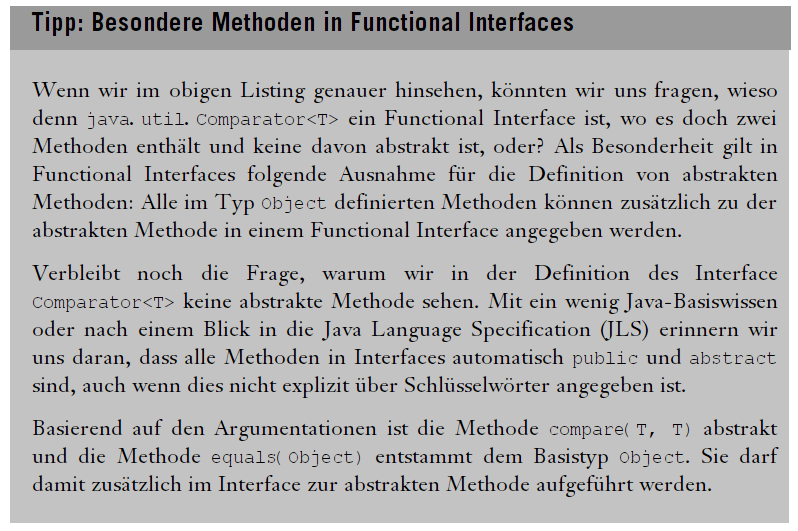 Tipp: Besondere Methoden in Functional Interfaces
Wenn wir im obigen Listing genauer hinsehen, könnten wir uns fragen, wieso
denn java. util. Comparator<T> ein Functional Interface ist, wo es doch zwei
Methoden enthält und keine davon abstrakt ist, oder? Als Besonderheit gilt in
Functional Interfaces folgende Ausnahme für die Definition von abstrakten
Methoden: Alle im Typ Object definierten Methoden können zusätzlich zu der
abstrakten Methode in einem Functional Interface angegeben werden.
Verbleibt noch die Frage, warum wir in der Definition des Interface
Comparator<T> keine abstrakte Methode sehen. Mit ein wenig Java-Basiswissen
oder nach einem Blick in die Java Language Specification (JLS) erinnern wir
uns daran, dass alle Methoden in Interfaces automatisch public und abstract
sind, auch wenn dies nicht explizit über Schlüsselwörter angegeben ist.
Basierend auf den Argumentationen ist die Methode compare( T, T) abstrakt
und die Methode equals( Object) entstammt dem Basistyp Object. Sie darf
damit zusätzlich im Interface zur abstrakten Methode aufgeführt werden.